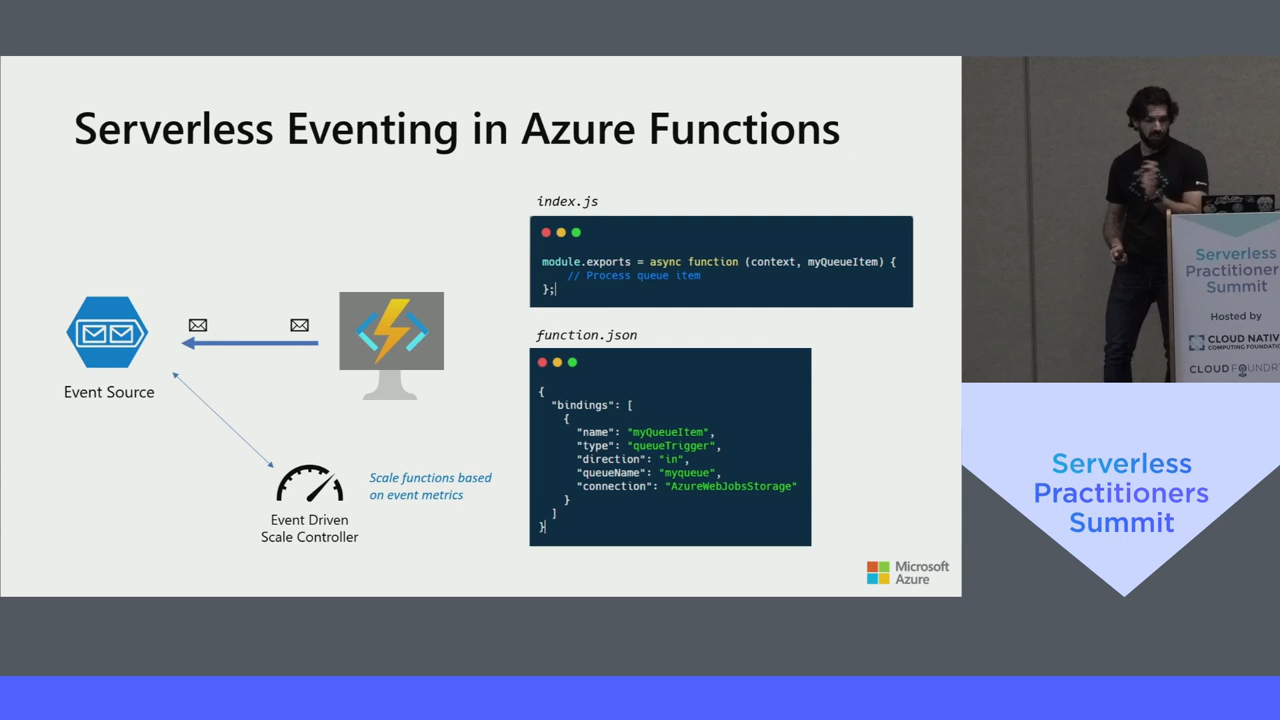 Serverless Eventing in Azure Functions
index.js
module.exports = async function (context, myQueueItem) {
// Process queue item
};
function.json
{
"bindings": [
{
"name": "myQueueItem",
"type": "queueTrigger",
"direction": "in",
"queueName": "myqueue",
"connection": "AzureWebJobsStorage"
}
]
}
Event Source
Scale functions based
on event metrics
Event Driven
Scale Controller
Microsoft
Azure
Serverless
Practitioner
Summit
Hosted by
CLOUD NATIV
COMPUTING FOUNDATION
CLOUD FOUNDR
Serverless
Practitioners
Summit